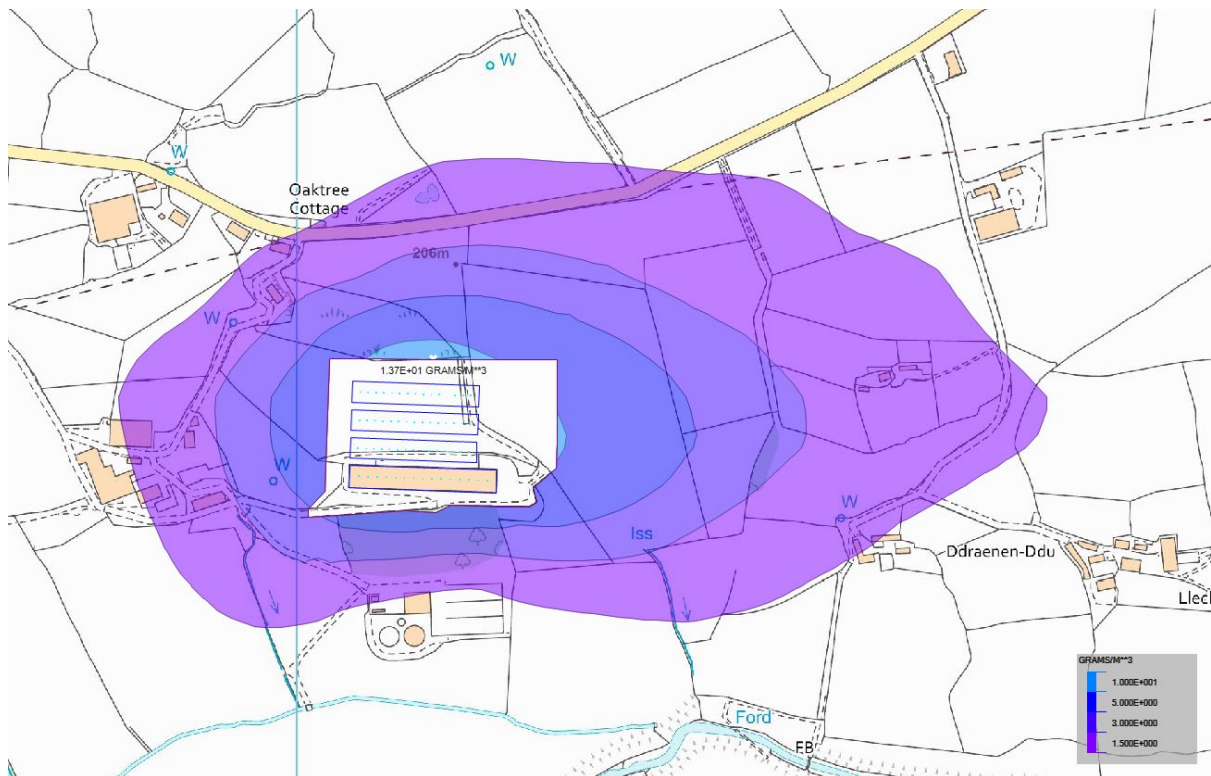 W
W
Oaktree
Cottage
206m
W
1.37E+01 GRAMS/M**3
W
W
Iss
Ddraenen-Ddu
Llech
Ford
FB
GRAMS/M**3
1.000E+001
5.000E+000
3.000E+000
1.500E+000